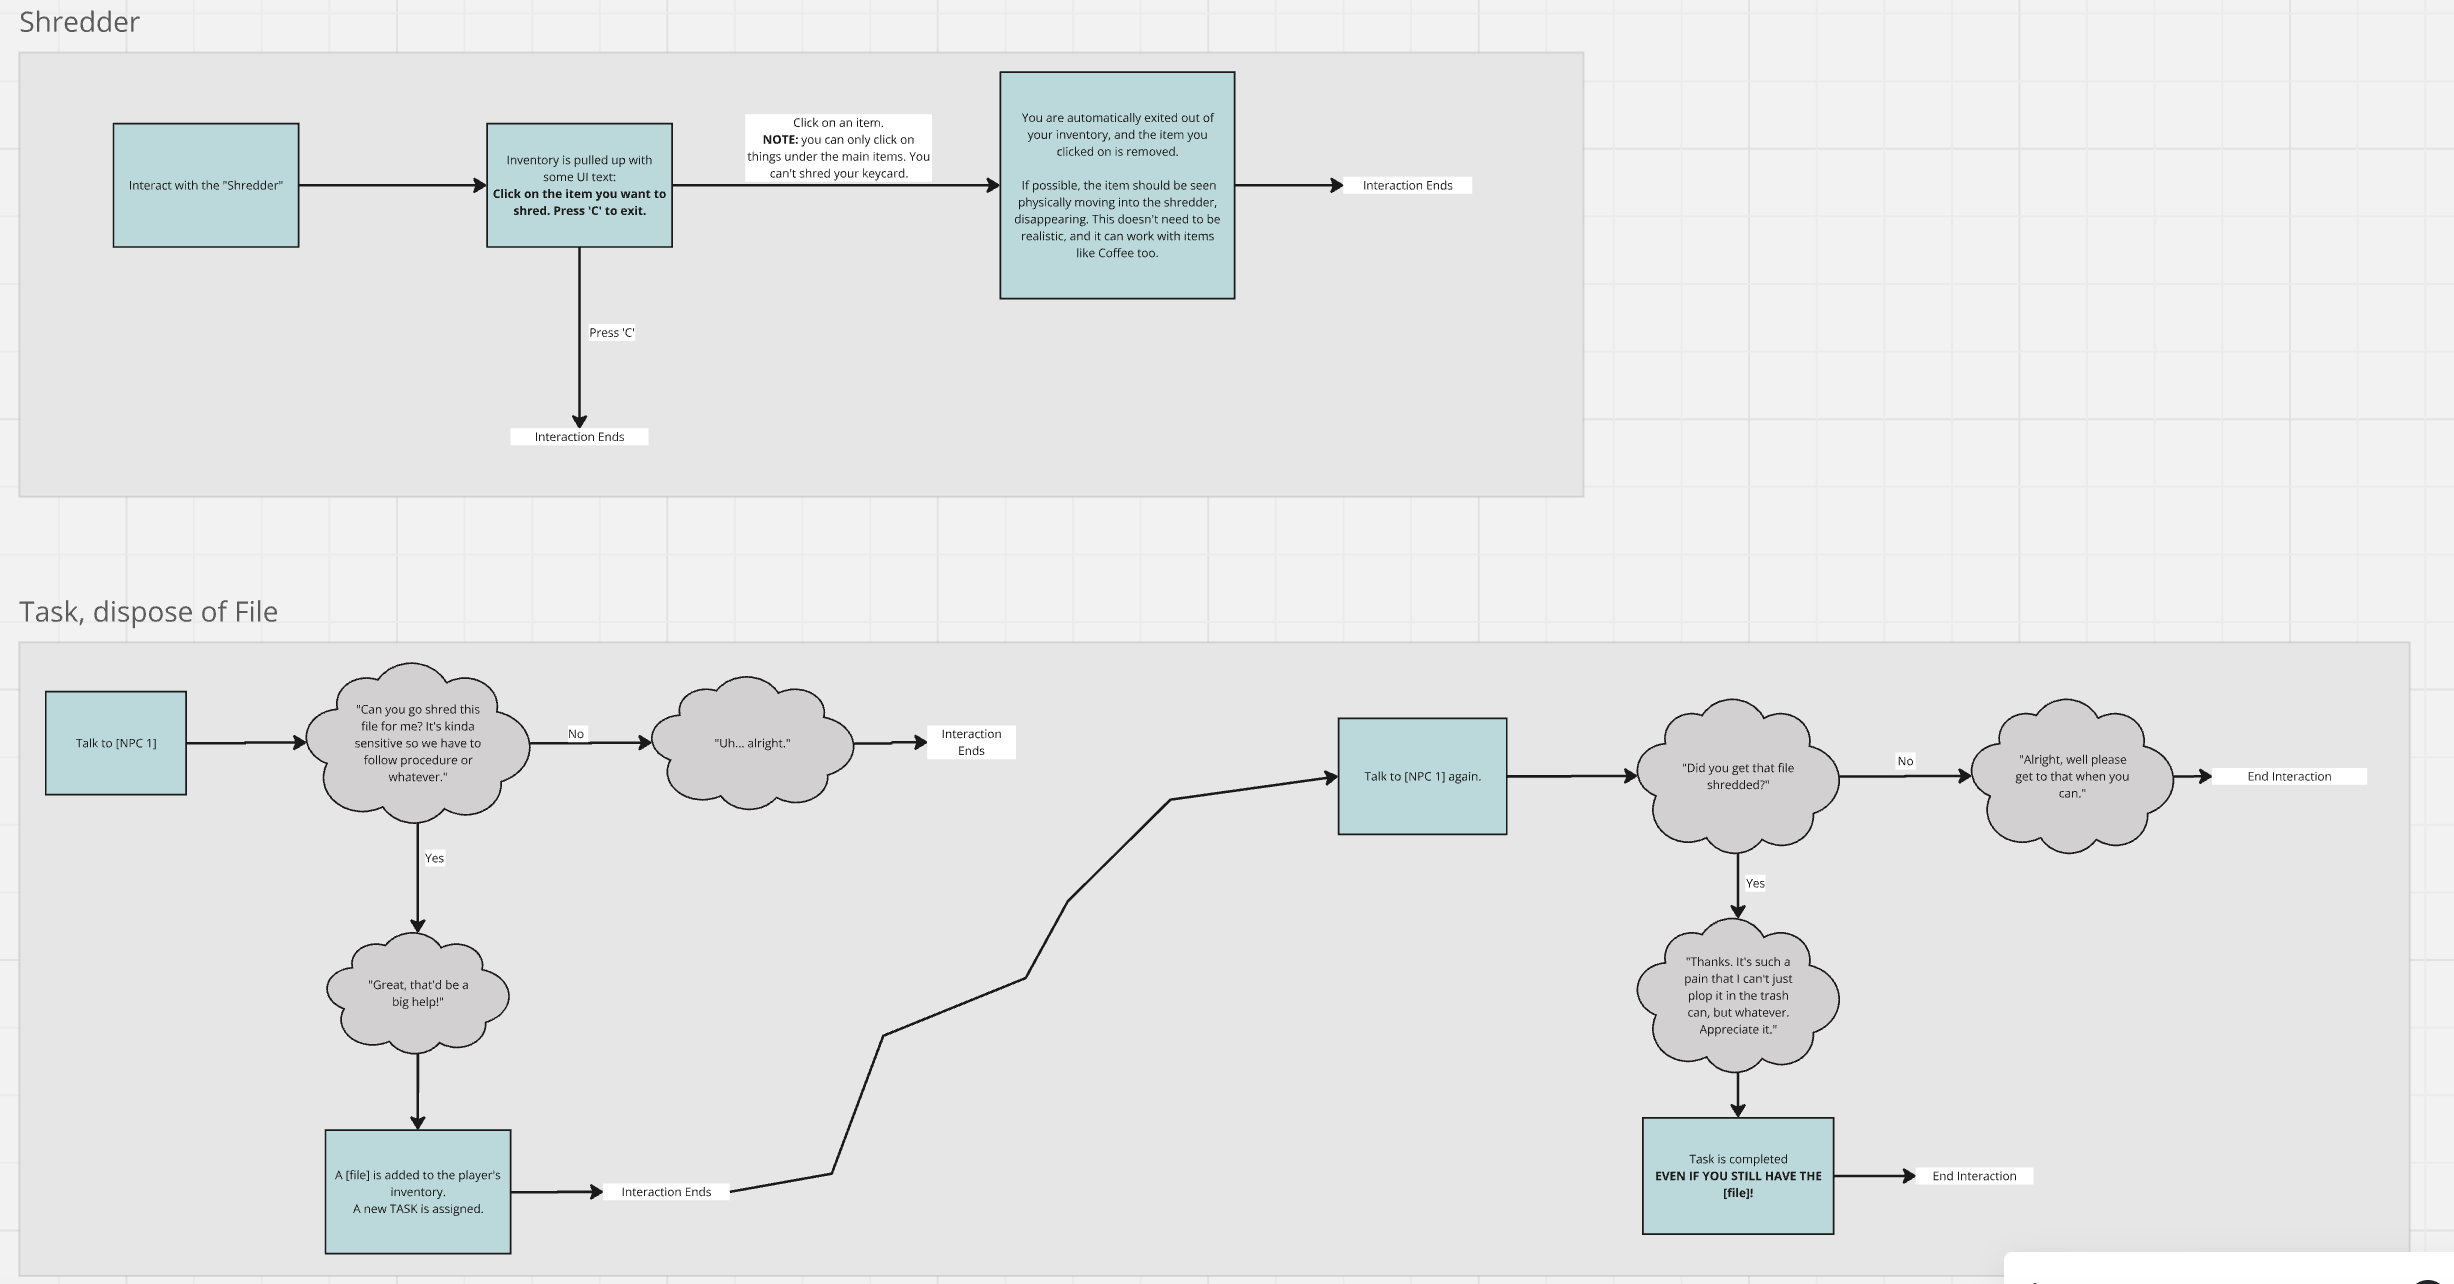 Shredder
Interact with the "Shredder"
Inventory is pulled up with
some UI text:
Click on the item you want to
shred. Press 'C' to exit.
Click on an item.
NOTE: you can only click on
things under the main items. You
can't shred your keycard.
You are automatically exited out of
your inventory, and the item you
clicked on is removed.
If possible, the item should be seen
physically moving into the shredder,
disappearing. This doesn't need to be
realistic, and it can work with items
like Coffee too.
Interaction Ends
Press 'C'
Interaction Ends
Task, dispose of File
Talk to [NPC 1]
"Can you go shred this
file for me? It's kinda
sensitive so we have to
follow procedure or
whatever."
No
"Uh... alright."
Interaction
Ends
Yes
"Great, that'd be a
big help!"
A [file] is added to the player's
inventory.
A new TASK is assigned.
Interaction Ends
Talk to [NPC 1] again.
"Did you get that file
shredded?"
No
"Alright, well please
get to that when you
can."
End Interaction
Yes
"Thanks. It's such a
pain that I can't just
plop it in the trash
can, but whatever.
Appreciate it."
Task is completed
EVEN IF YOU STILL HAVE THE
[file]!
End Interaction